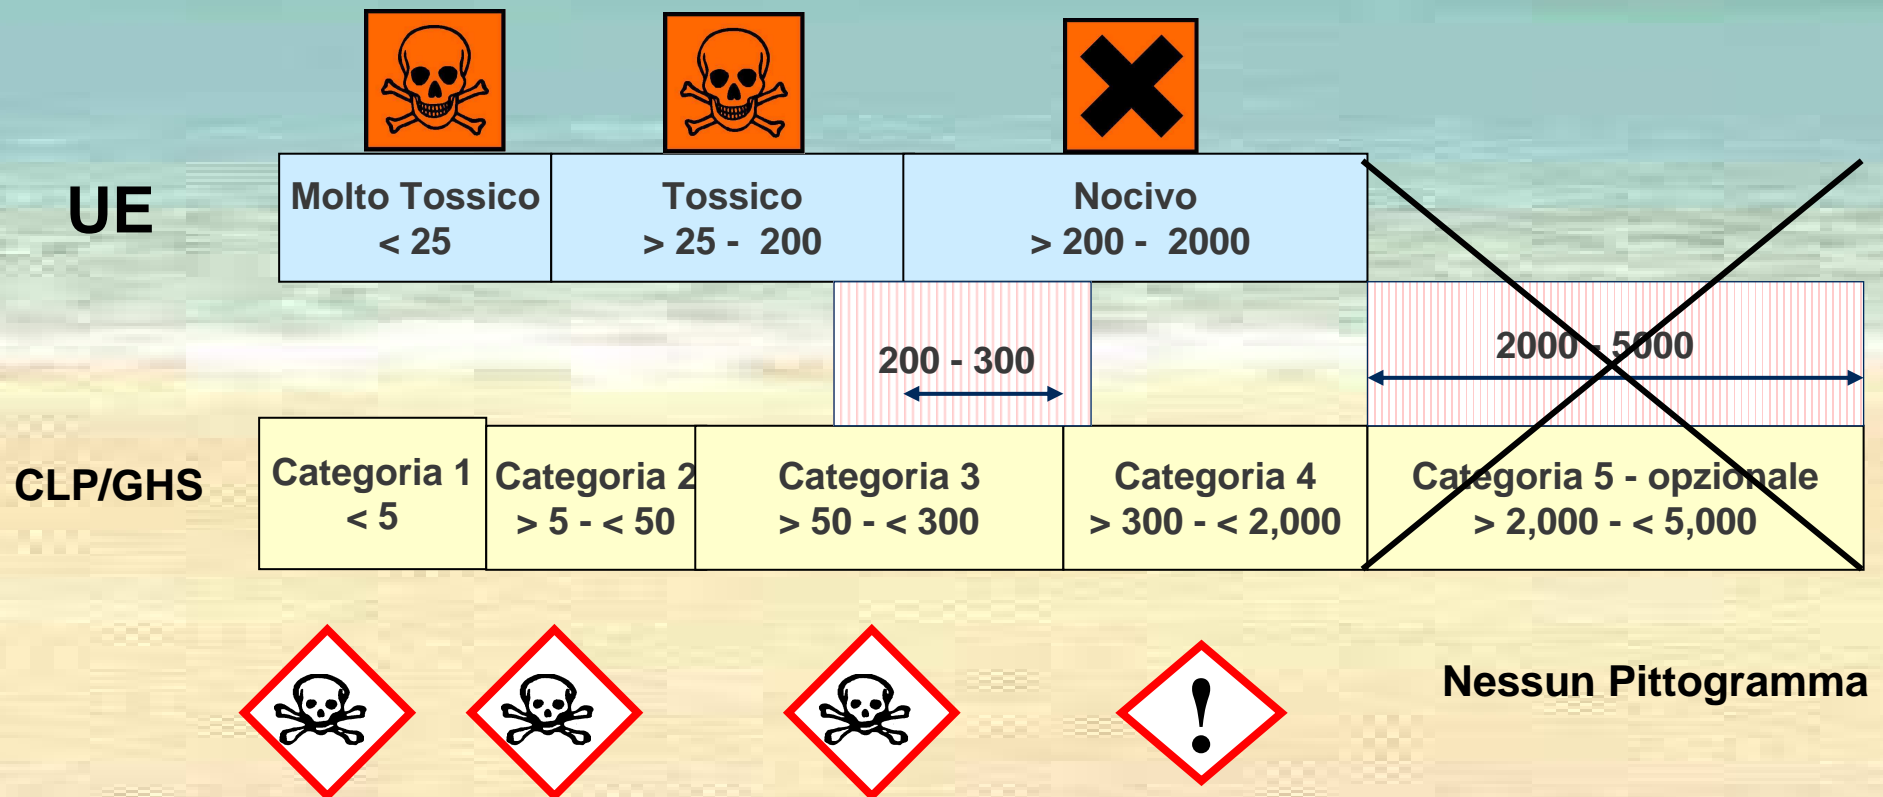 UE
Molto Tossico
< 25
Tossico
> 25 - 200
Nocivo
> 200 - 2000
200 - 300
2000 - 5000
CLP/GHS
Categoria 1
< 5
Categoria 2
> 5 - < 50
Categoria 3
> 50 - < 300
Categoria 4
> 300 - < 2,000
Categoria 5 - opzionale
> 2,000 - < 5,000
!
Nessun Pittogramma